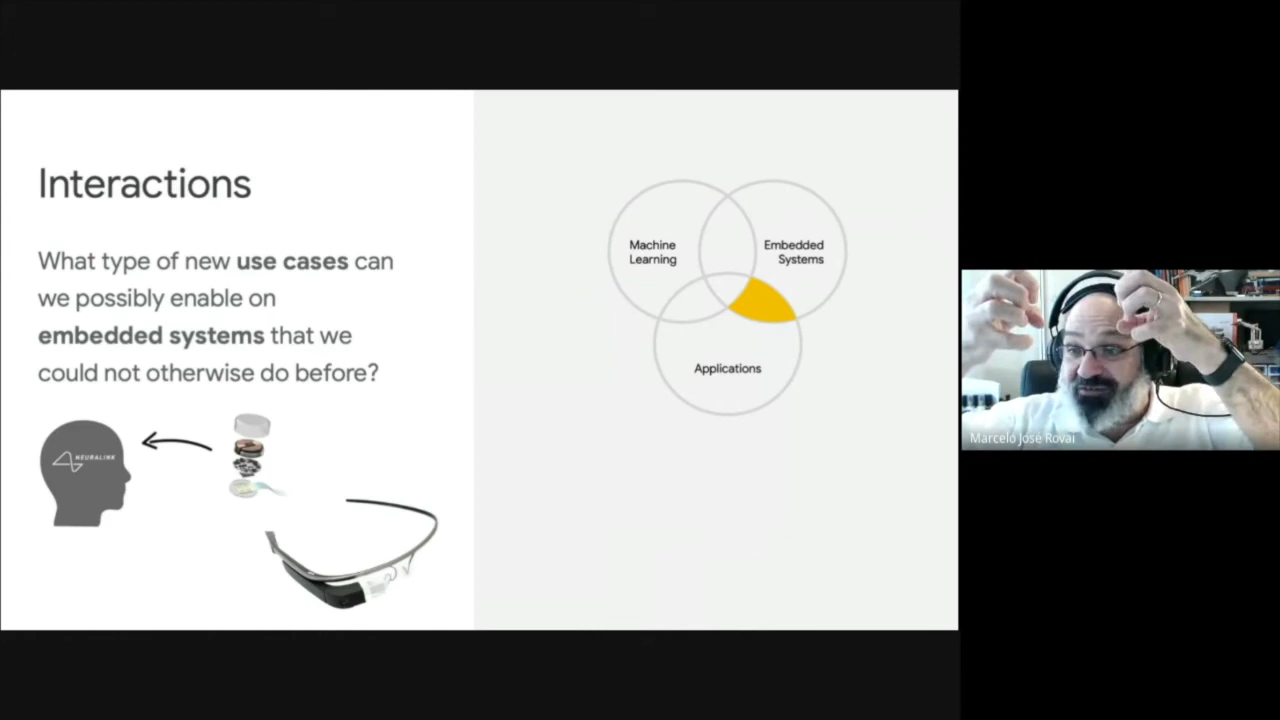 Interactions
What type of new use cases can
we possibly enable on
embedded systems that we
could not otherwise do before?
NEURALINK
Machine
Learning
Embedded
Systems
Applications
Marcelo José Rovai